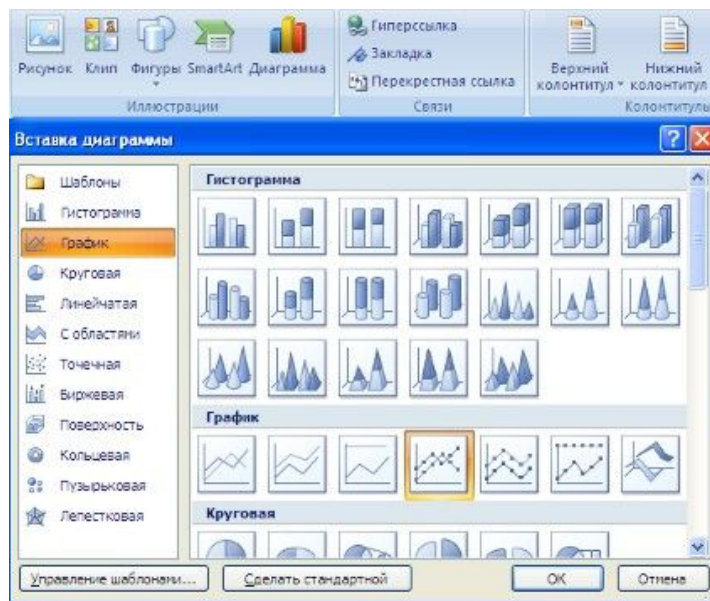 Рисунок Клип Фигуры SmartArt Диаграмма
Иллюстрации
Гиперссылка
Закладка
Перекрестная ссылка
Связи
Верхний колонтитул
Нижний колонтитул
Колонтитулы
Вставка диаграммы
Шаблоны
Гистограмма
График
Круговая
Линейчатая
С областями
Точечная
Биржевая
Поверхность
Кольцевая
Пузырьковая
Лепестковая
Гистограмма
График
Круговая
Управление шаблонами...
Сделать стандартной
ОК
Отмена